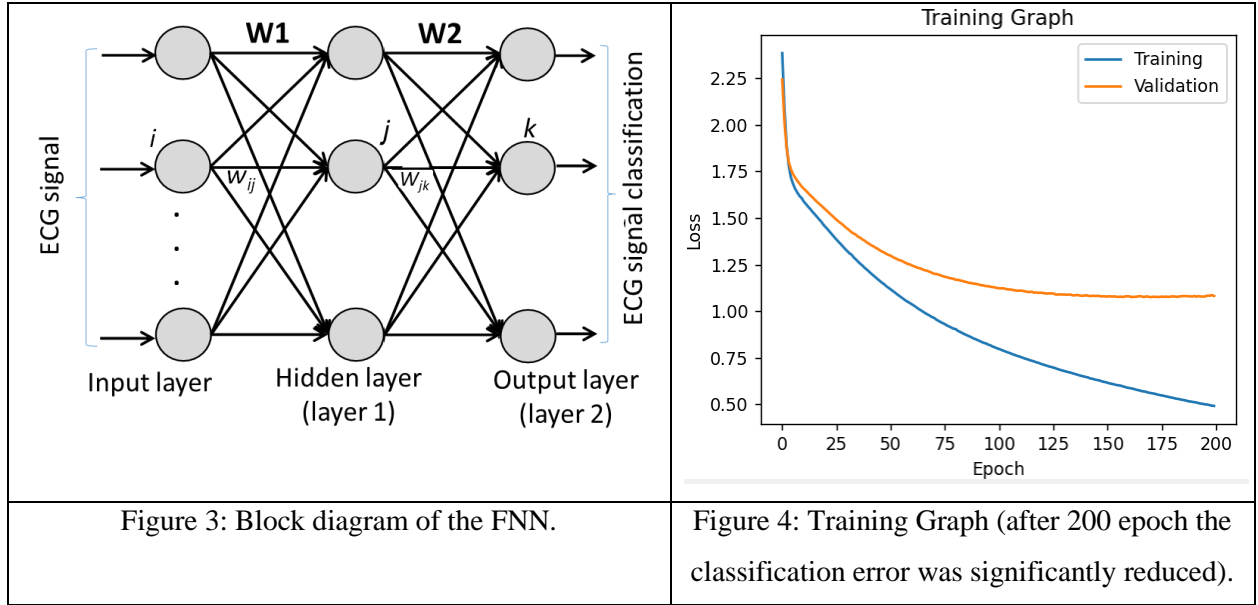 W1 W2
i j k
w_ij w_jk
ECG signal
ECG signal classification
Input layer
Hidden layer
(layer 1)
Output layer
(layer 2)
Training Graph
Training
Validation
2.25
2.00
1.75
1.50
1.25
1.00
0.75
0.50
Loss
0 25 50 75 100 125 150 175 200
Epoch
Figure 3: Block diagram of the FNN.
Figure 4: Training Graph (after 200 epoch the
classification error was significantly reduced).